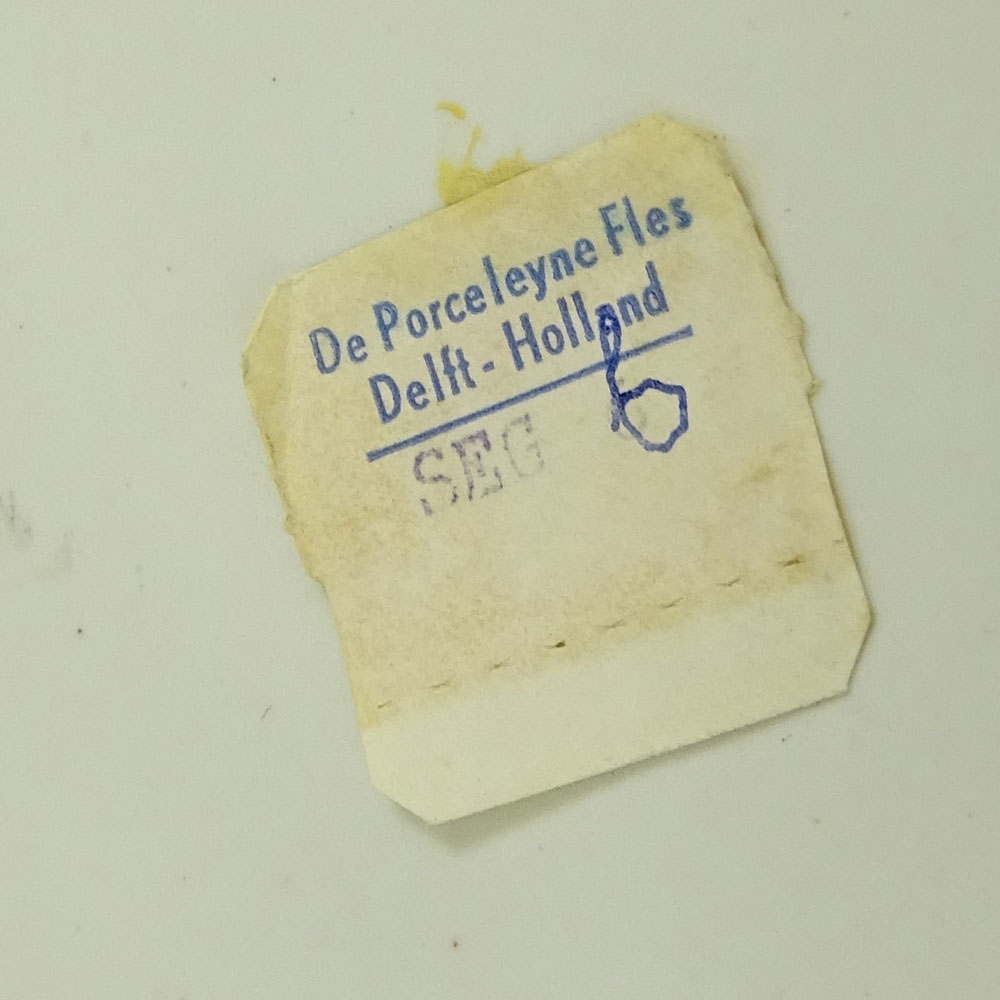 De Porceleyne Fles
Delft - Holland
SEG 6